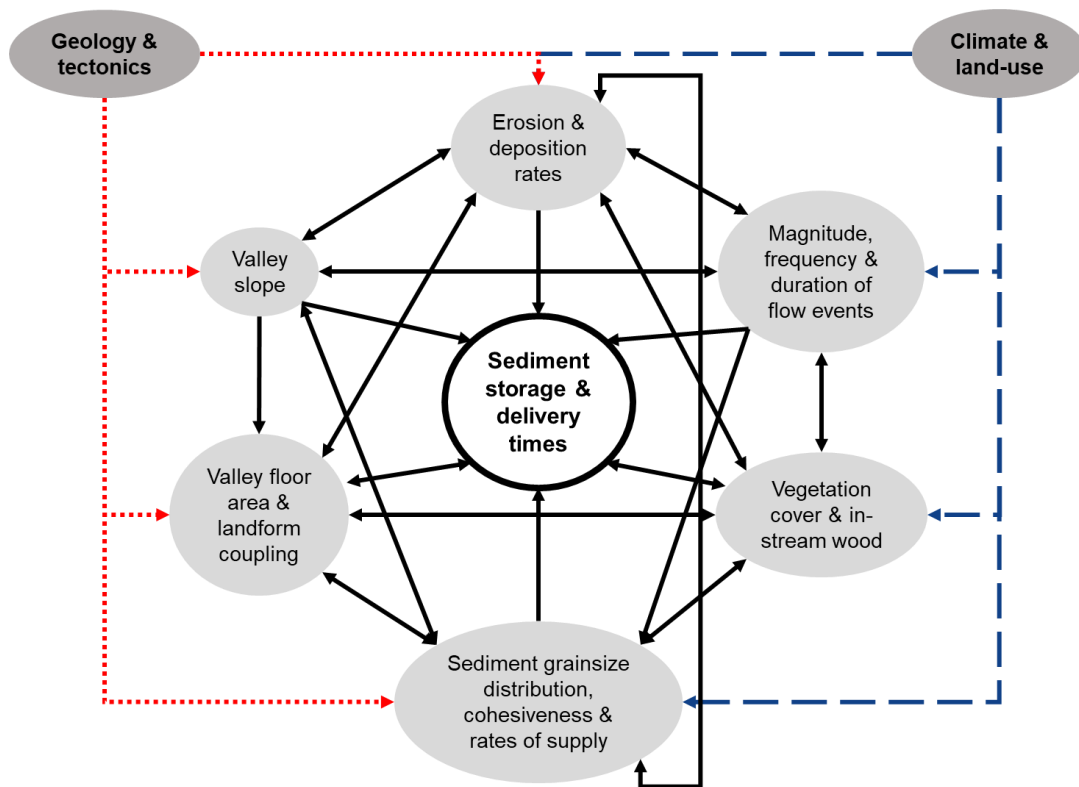 Geology &
tectonics
Climate &
land-use
Erosion &
deposition
rates
Valley
slope
Magnitude,
frequency &
duration of
flow events
Sediment
storage &
delivery
times
Valley floor
area &
landform
coupling
Vegetation
cover & in-
stream wood
Sediment grainsize
distribution,
cohesiveness &
rates of supply